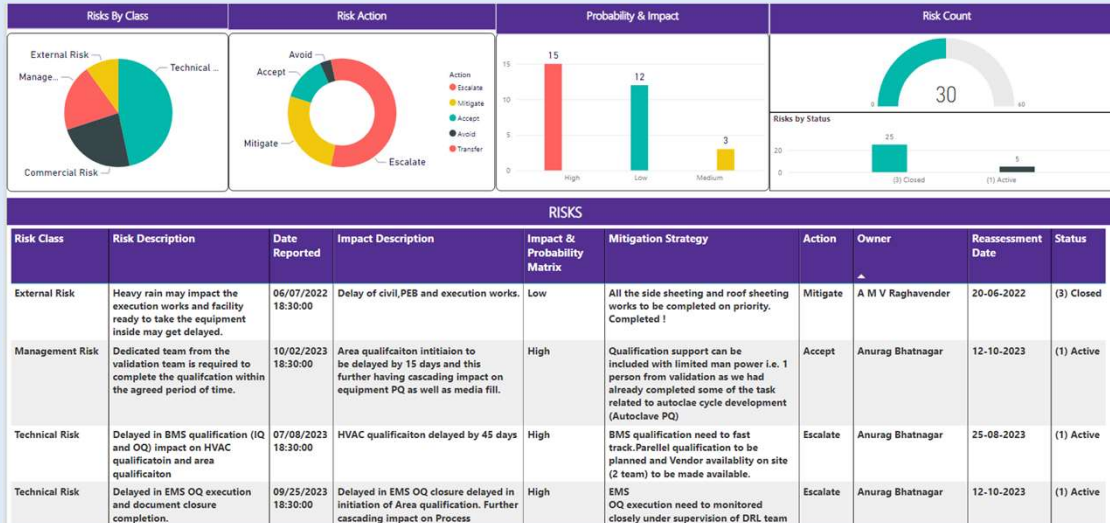 Risks By Class
Risk Action
Probability & Impact
Risk Count
External Risk
Manage...
Technical ...
Commercial Risk
Avoid
Accept
Mitigate
Escalate
Action
Escalate
Mitigate
Accept
Avoid
Transfer
15
10
5
0
15
12
3
High
Low
Medium
30
0
60
Risks by Status
20
0
25
5
(3) Closed
(1) Active
RISKS
Risk Class
Risk Description
Date
Reported
Impact Description
Impact &
Probability
Matrix
Mitigation Strategy
Action
Owner
Reassessment
Date
Status
External Risk
Heavy rain may impact the
execution works and facility
ready to take the equipment
inside may get delayed.
06/07/2022
18:30:00
Delay of civil,PEB and execution works.
Low
All the side sheeting and roof sheeting
works to be completed on priority.
Completed !
Mitigate
A M V Raghavender
20-06-2022
(3) Closed
Management Risk
Dedicated team from the
validation team is required to
complete the qualifcation within
the agreed period of time.
10/02/2023
18:30:00
Area qualifcaiton intitiaion to
be delayed by 15 days and this
further having cascading impact on
equipment PQ as well as media fill.
High
Qualification support can be
included with limited man power i.e. 1
person from validation as we had
already completed some of the task
related to autoclae cycle development
(Autoclave PQ)
Accept
Anurag Bhatnagar
12-10-2023
(1) Active
Technical Risk
Delayed in BMS qualification (IQ
and OQ) impact on HVAC
qualificatoin and area
qualificaiton
07/08/2023
18:30:00
HVAC qualificaiton delayed by 45 days
High
BMS qualification need to fast
track.Parellel qualification to be
planned and Vendor availablity on site
(2 team) to be made available.
Escalate
Anurag Bhatnagar
25-08-2023
(1) Active
Technical Risk
Delayed in EMS OQ execution
and document closure
completion.
09/25/2023
18:30:00
Delayed in EMS OQ closure delayed in
initiation of Area qualification. Further
cascading impact on Process
High
EMS
OQ execution need to monitored
closely under supervision of DRL team
Escalate
Anurag Bhatnagar
12-10-2023
(1) Active